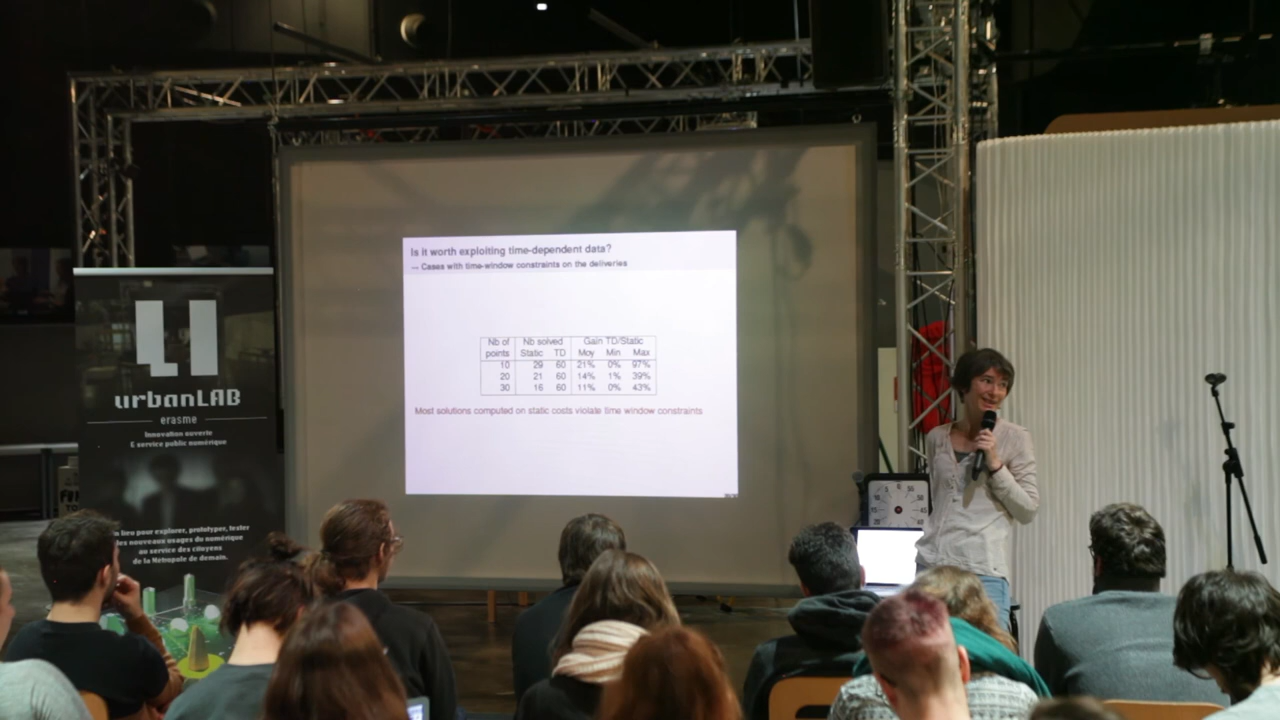 Is it worth exploiting time-dependent data?
— Cases with time-window constraints on the deliveries
Nb of Nb solved Gain TD/Static
points Static TD Moy Min Max
10 29 60 21% 0% 97%
20 21 60 14% 1% 39%
30 16 60 11% 0% 43%
Most solutions computed on static costs violate time window constraints
urbanLAB
erasme
Innovation ouverte
& service public numérique
n lieu pour explorer, prototyper, tester
les nouveaux usages du numérique
au service des citoyens
de la Métropole de demain.